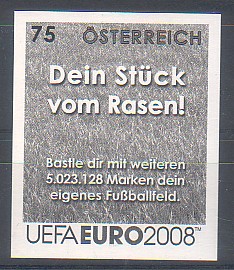 75 ÖSTERREICH
Dein Stück
vom Rasen!
Bastle dir mit weiteren
5.023.128 Marken dein
eigenes Fußballfeld.
UEFA EURO2008™